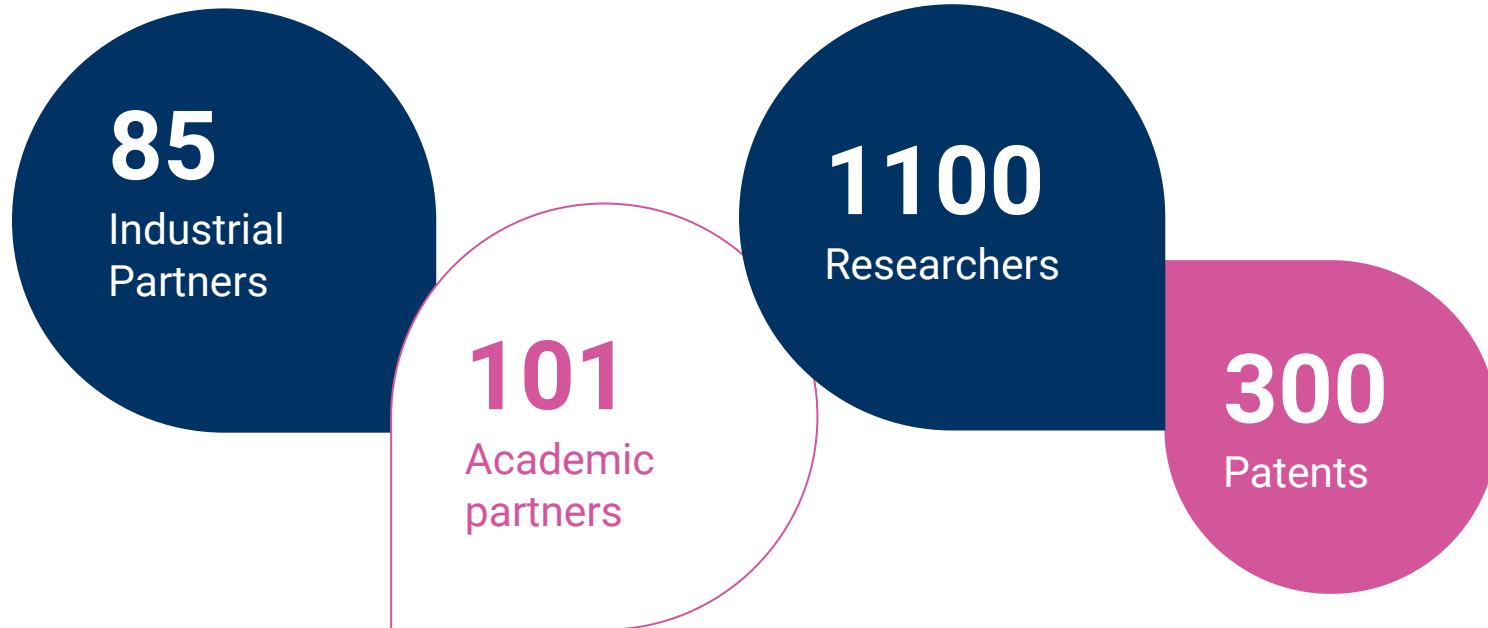 85
Industrial
Partners
101
Academic
partners
1100
Researchers
300
Patents